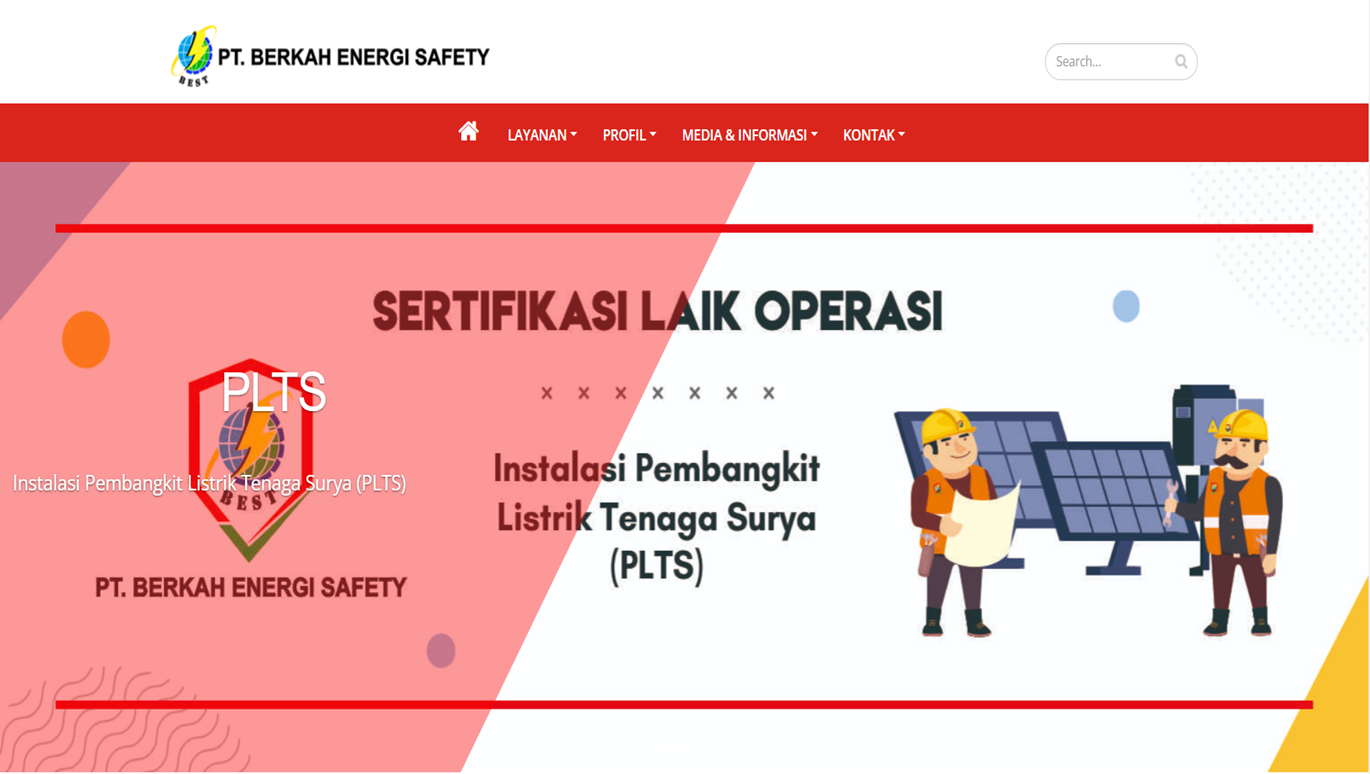 BEST
PT. BERKAH ENERGI SAFETY
Search...
LAYANAN
PROFIL
MEDIA & INFORMASI
KONTAK
SERTIFIKASI LAIK OPERASI
PLTS
Instalasi Pembangkit Listrik Tenaga Surya (PLTS)
BEST
PT. BERKAH ENERGI SAFETY
x x x x x x x
Instalasi Pembangkit
Listrik Tenaga Surya
(PLTS)